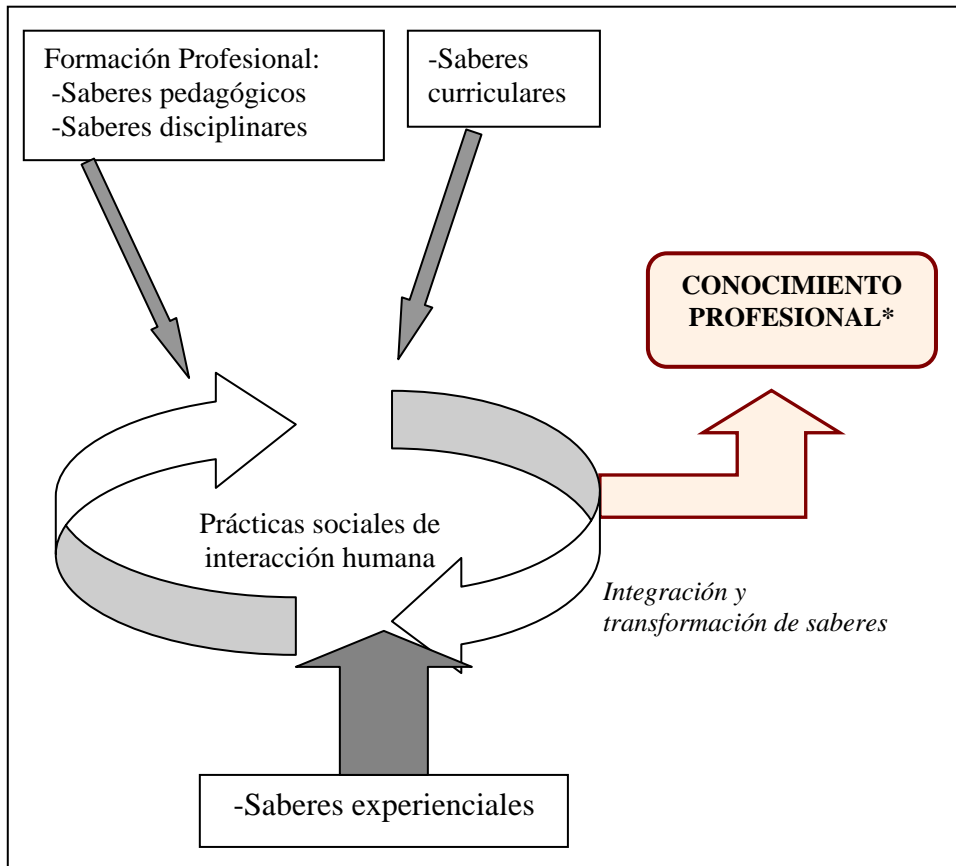 Formación Profesional:
-Saberes pedagógicos
-Saberes disciplinares
-Saberes
curriculares
CONOCIMIENTO
PROFESIONAL*
Prácticas sociales de
interacción humana
Integración y
transformación de saberes
-Saberes experienciales